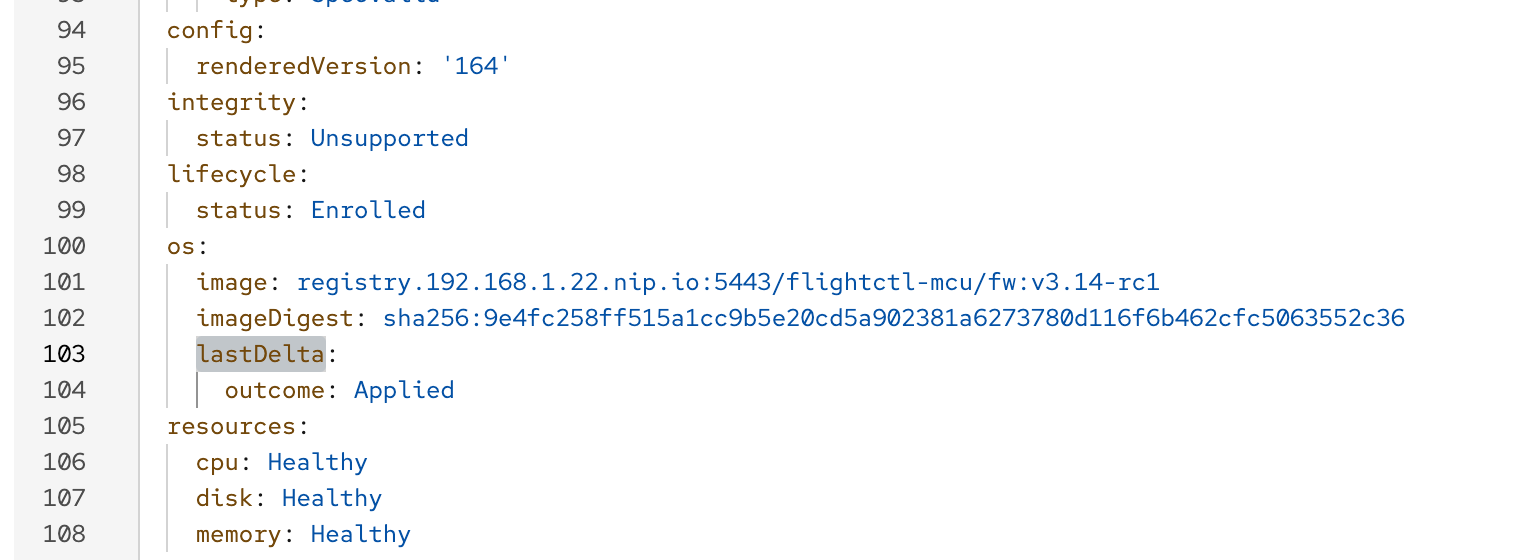 94 config:
95 renderedVersion: '164'
96 integrity:
97 status: Unsupported
98 lifecycle:
99 status: Enrolled
100 os:
101 image: registry.192.168.1.22.nip.io:5443/flightctl-mcu/fw:v3.14-rc1
102 imageDigest: sha256:9e4fc258ff515a1cc9b5e20cd5a902381a6273780d116f6b462cfc5063552c36
103 lastDelta:
104 outcome: Applied
105 resources:
106 cpu: Healthy
107 disk: Healthy
108 memory: Healthy